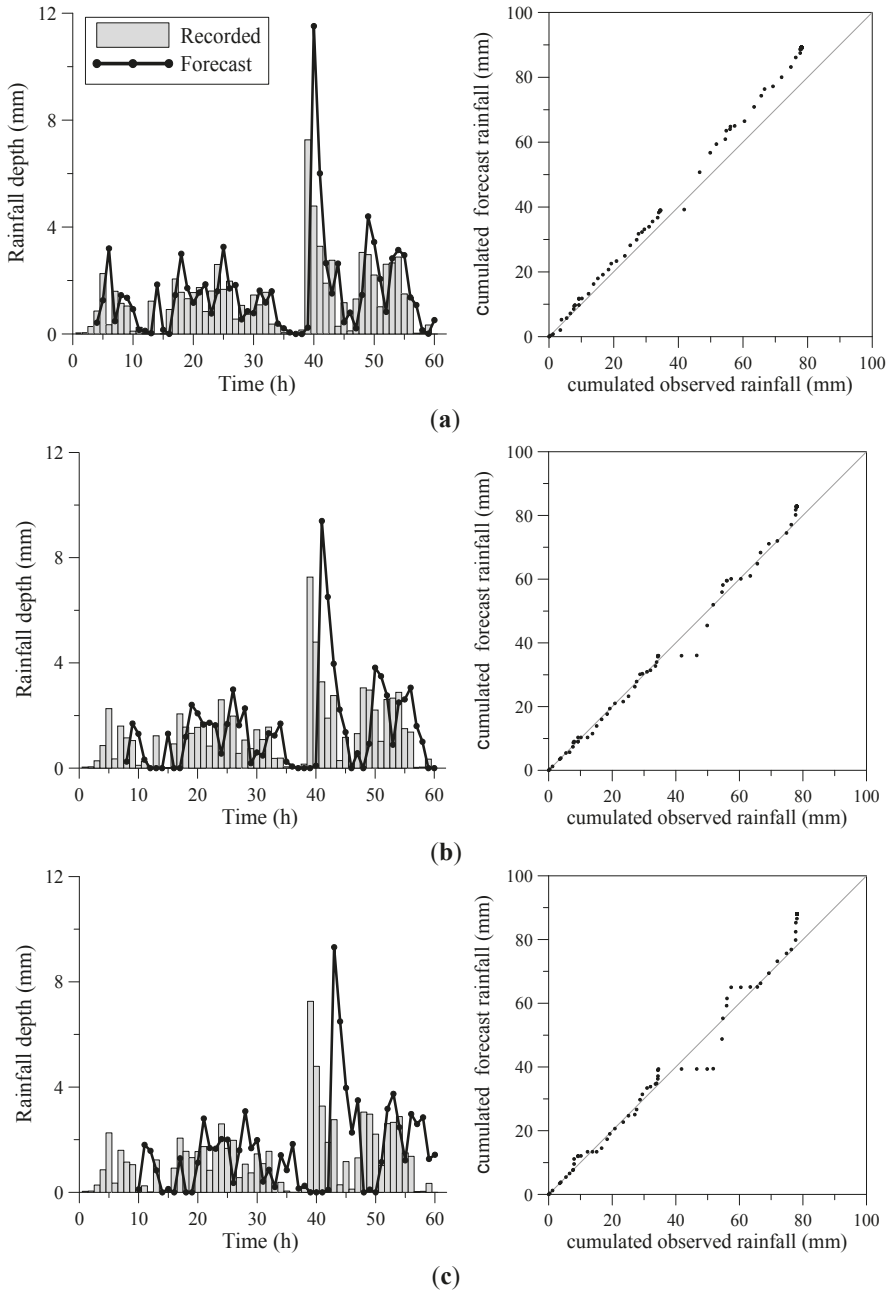 12
8
4
0
Rainfall depth (mm)
Recorded
Forecast
0 10 20 30 40 50 60
Time (h)
100
80
60
40
20
0
cumulated forecast rainfall (mm)
0 20 40 60 80 100
cumulated observed rainfall (mm)
(a)
12
8
4
0
Rainfall depth (mm)
0 10 20 30 40 50 60
Time (h)
100
80
60
40
20
0
cumulated forecast rainfall (mm)
0 20 40 60 80 100
cumulated observed rainfall (mm)
(b)
12
8
4
0
Rainfall depth (mm)
0 10 20 30 40 50 60
Time (h)
100
80
60
40
20
0
cumulated forecast rainfall (mm)
0 20 40 60 80 100
cumulated observed rainfall (mm)
(c)